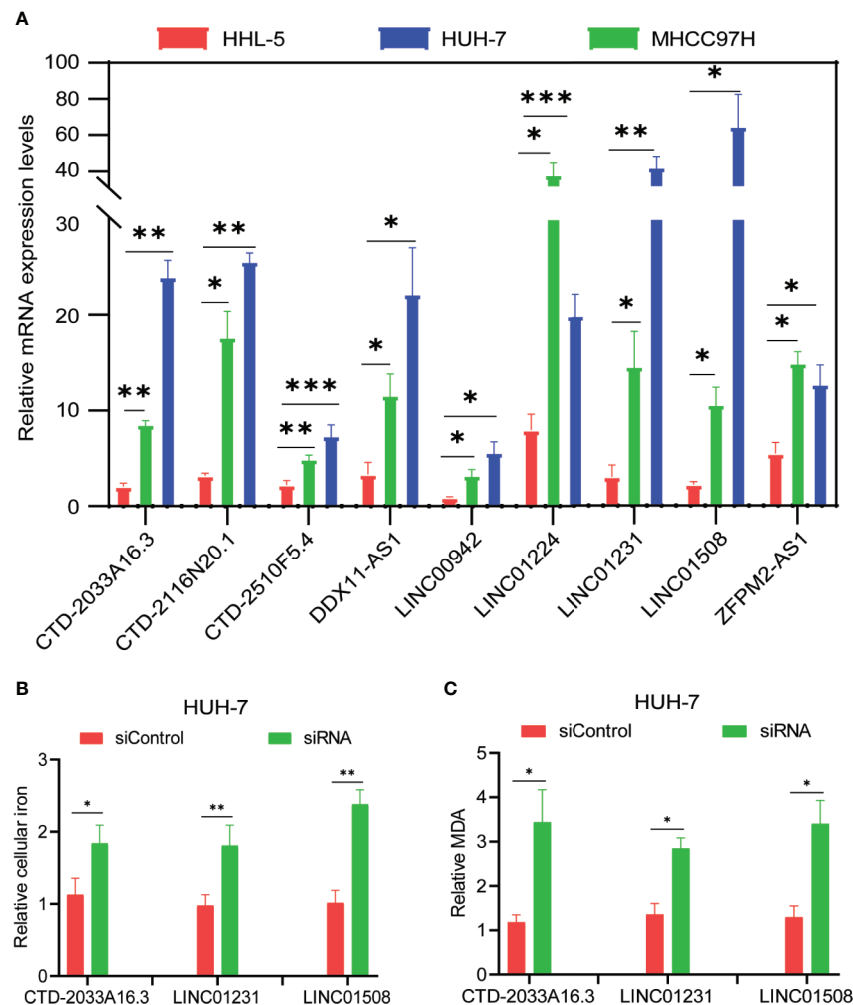 A
HHL-5 HUH-7 MHCC97H
Relative mRNA expression levels
100
80
60
40
30
20
10
0
** ** * ** *** ** * * * * *** * ** * * * * *
CTD-2033A16.3 CTD-2116N20.1 CTD-2510F5.4 DDX11-AS1 LINC00942 LINC01224 LINC01231 LINC01508 ZFPM2-AS1
B
HUH-7
siControl siRNA
Relative cellular iron
3
2
1
0
* ** **
CTD-2033A16.3 LINC01231 LINC01508
C
HUH-7
siControl siRNA
Relative MDA
5
4
3
2
1
0
* * *
CTD-2033A16.3 LINC01231 LINC01508